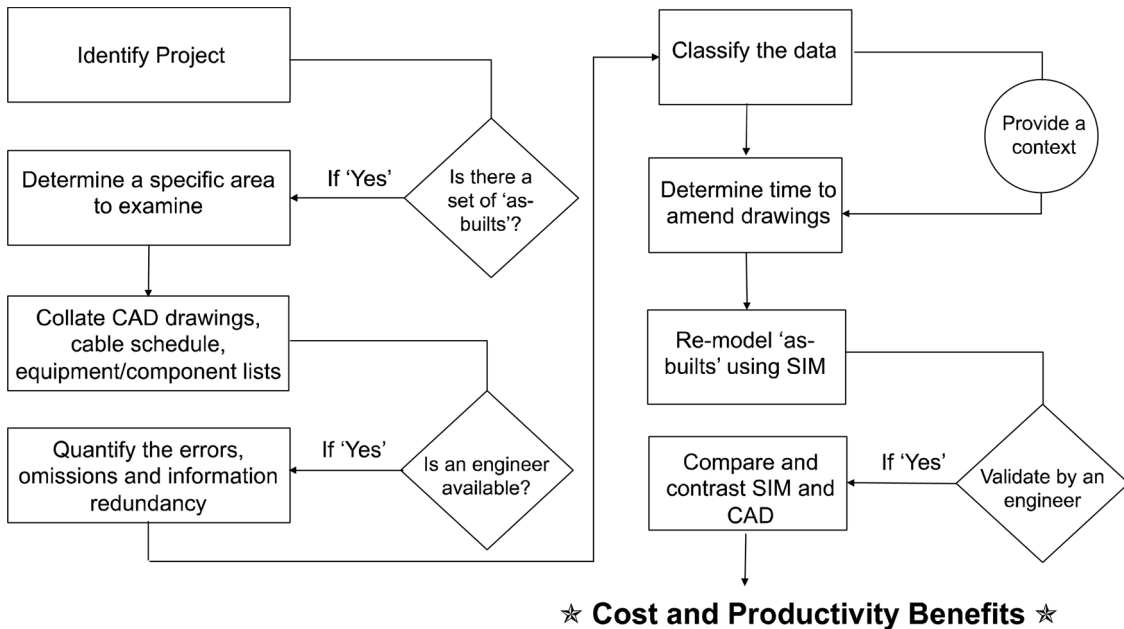 Identify Project
Is there a
set of ‘as-
builts’?
If ‘Yes’
Determine a specific area
to examine
Collate CAD drawings,
cable schedule,
equipment/component lists
Is an engineer
available?
If ‘Yes’
Quantify the errors,
omissions and information
redundancy
Classify the data
Provide a
context
Determine time to
amend drawings
Re-model ‘as-
builts’ using SIM
Validate by an
engineer
If ‘Yes’
Compare and
contrast SIM and
CAD
✯ Cost and Productivity Benefits ✯